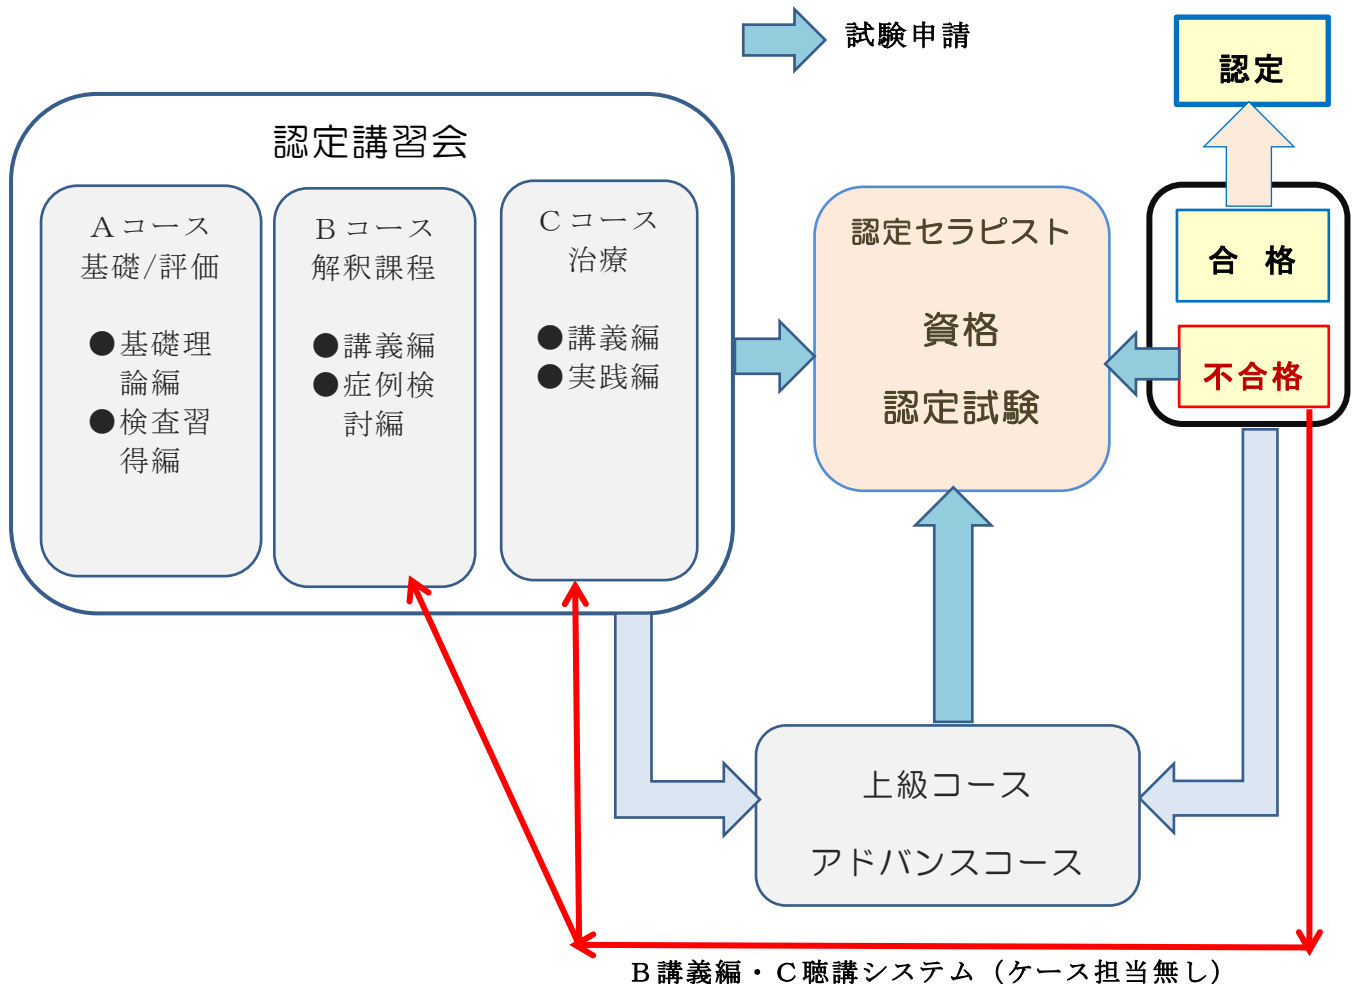 試験申請
認定
認定講習会
Aコース
基礎/評価
●基礎理
論編
●検査習
得編
Bコース
解釈課程
●講義編
●症例検
討編
Cコース
治療
●講義編
●実践編
認定セラピスト
資格
認定試験
合 格
不合格
上級コース
アドバンスコース
B講義編・C聴講システム（ケース担当無し）